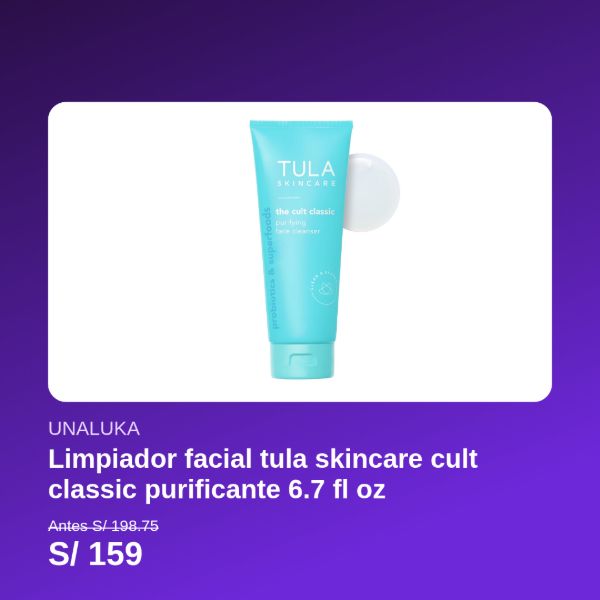 TULA
SKINCARE
the cult classic
purifying
face cleanser
probiotics & superfoods
UNALUKA
Limpiador facial tula skincare cult
classic purificante 6.7 fl oz
Antes S/ 198.75
S/ 159